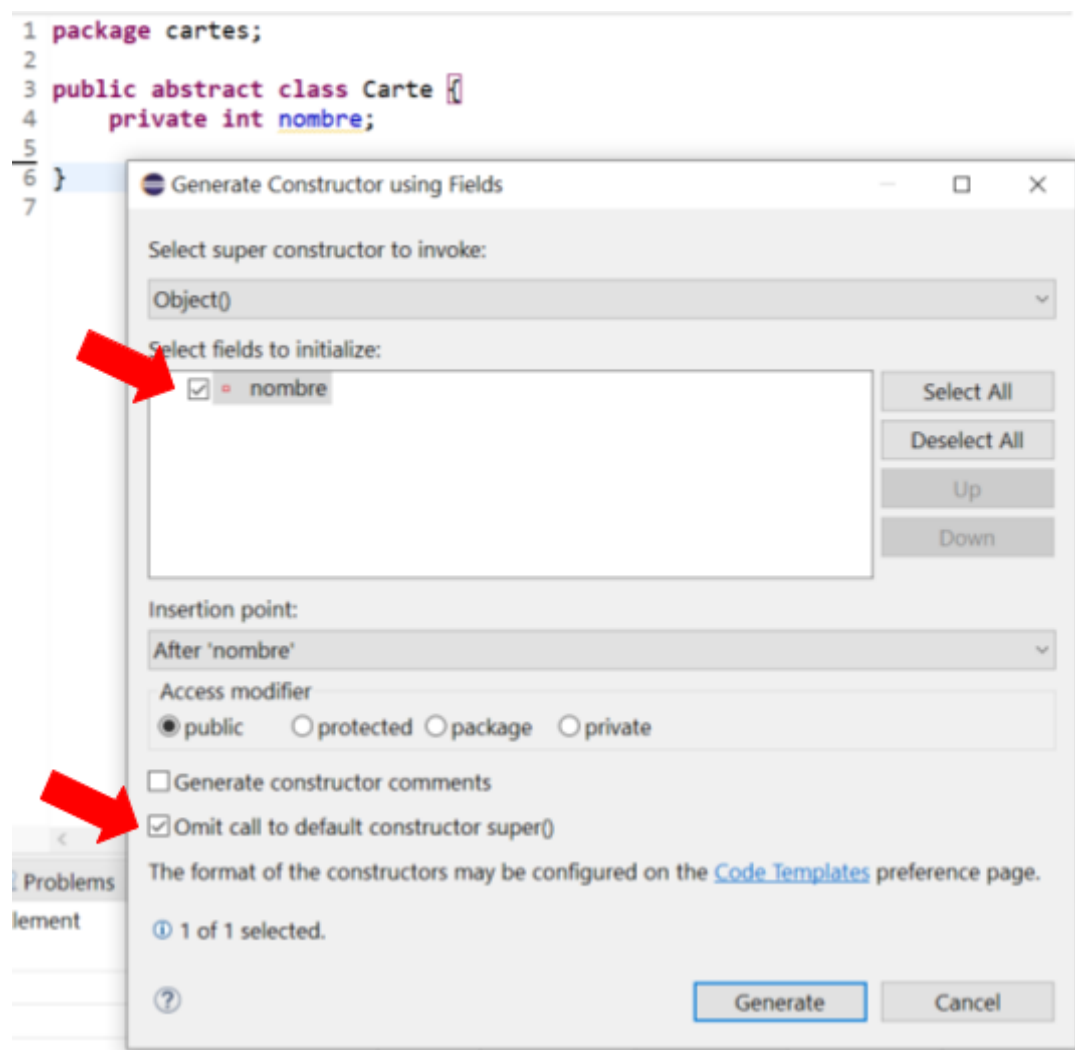 1 package cartes;
2
3 public abstract class Carte {
4 private int nombre;
5
6 }
7
Generate Constructor using Fields
Select super constructor to invoke:
Object()
Select fields to initialize:
nombre
Select All
Deselect All
Up
Down
Insertion point:
After 'nombre'
Access modifier
public protected package private
Generate constructor comments
Omit call to default constructor super()
The format of the constructors may be configured on the Code Templates preference page.
Problems
lement
1 of 1 selected.
Generate Cancel